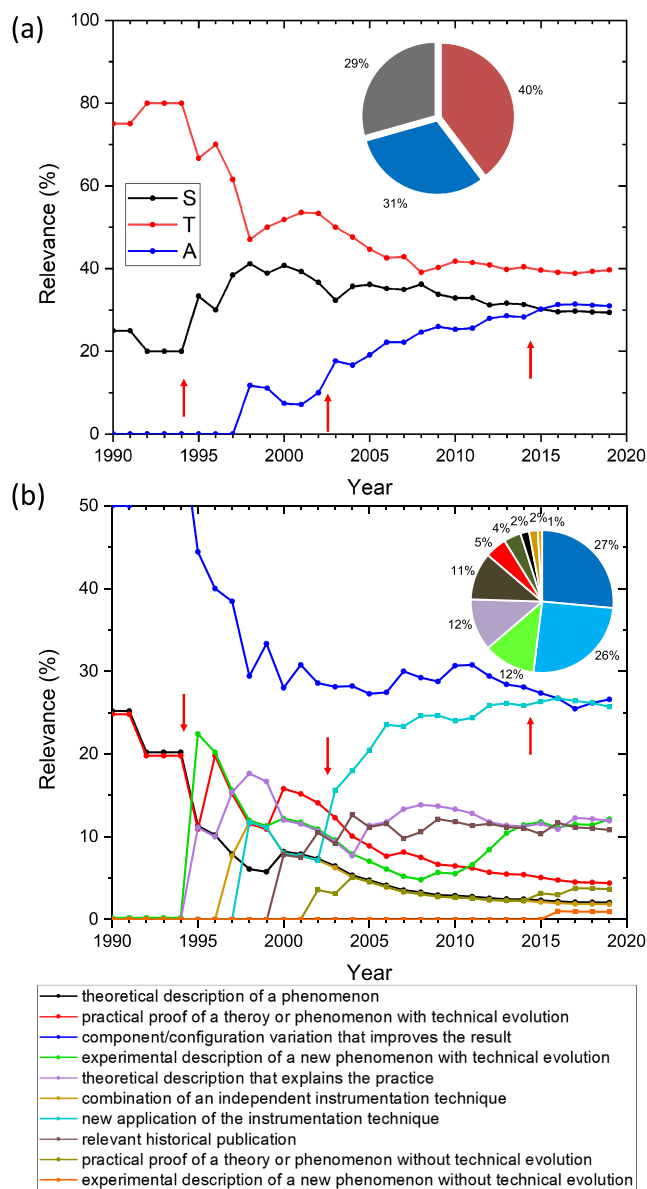 (a)
100
80
60
40
20
0
Relevance (%)
S
T
A
29%
40%
31%
1990
1995
2000
2005
2010
2015
2020
Year
(b)
50
40
30
20
10
0
Relevance (%)
4%
2%
2%
1%
5%
27%
11%
12%
12%
26%
1990
1995
2000
2005
2010
2015
2020
Year
theoretical description of a phenomenon
practical proof of a theroy or phenomenon with technical evolution
component/configuration variation that improves the result
experimental description of a new phenomenon with technical evolution
theoretical description that explains the practice
combination of an independent instrumentation technique
new application of the instrumentation technique
relevant historical publication
practical proof of a theory or phenomenon without technical evolution
experimental description of a new phenomenon without technical evolution